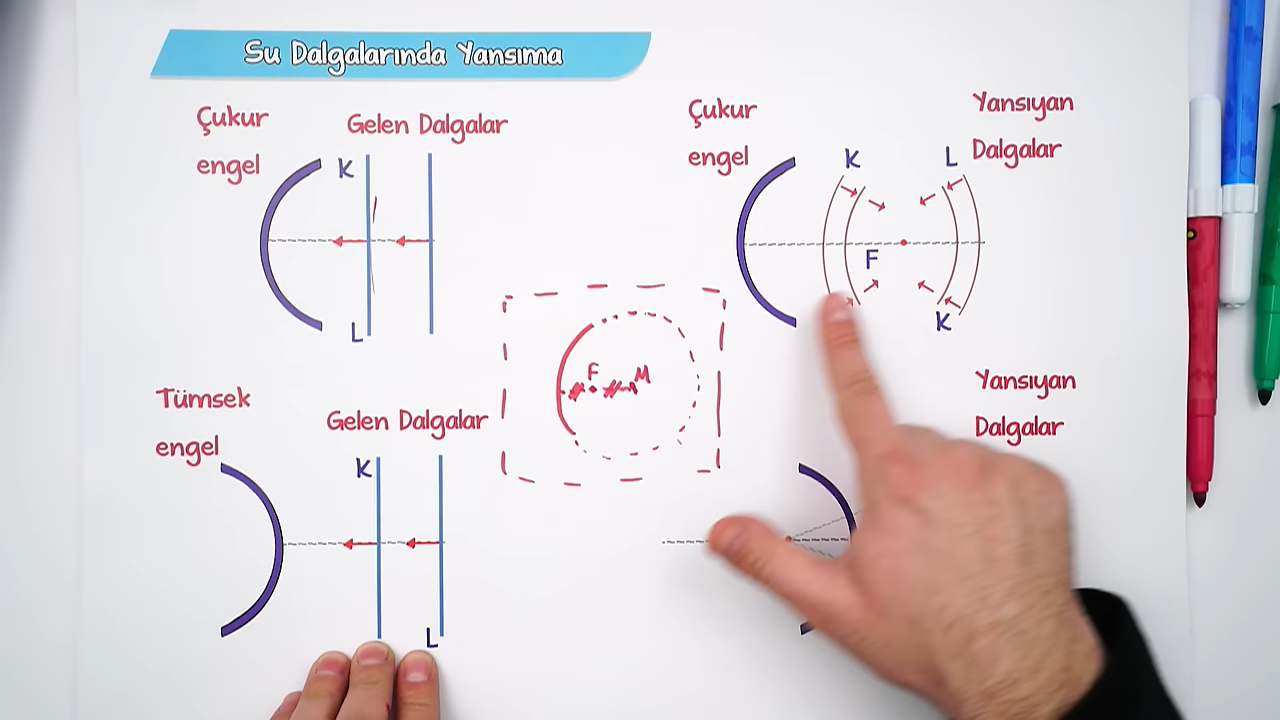 Su Dalgalarında Yansıma
Çukur
engel
Gelen Dalgalar
K
L
Çukur
engel
Yansıyan
Dalgalar
K
L
F
K
F
M
Tümsek
engel
Gelen Dalgalar
K
L
Yansıyan
Dalgalar